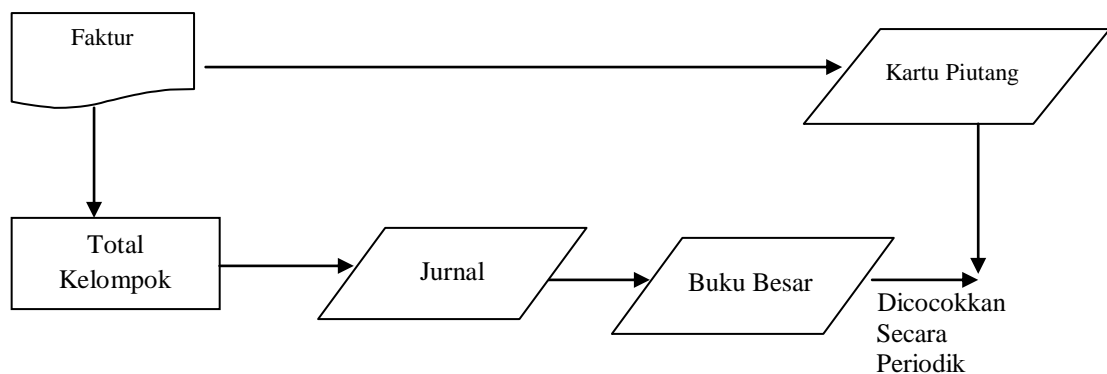 Faktur
Kartu Piutang
Total
Kelompok
Jurnal
Buku Besar
Dicocokkan
Secara
Periodik